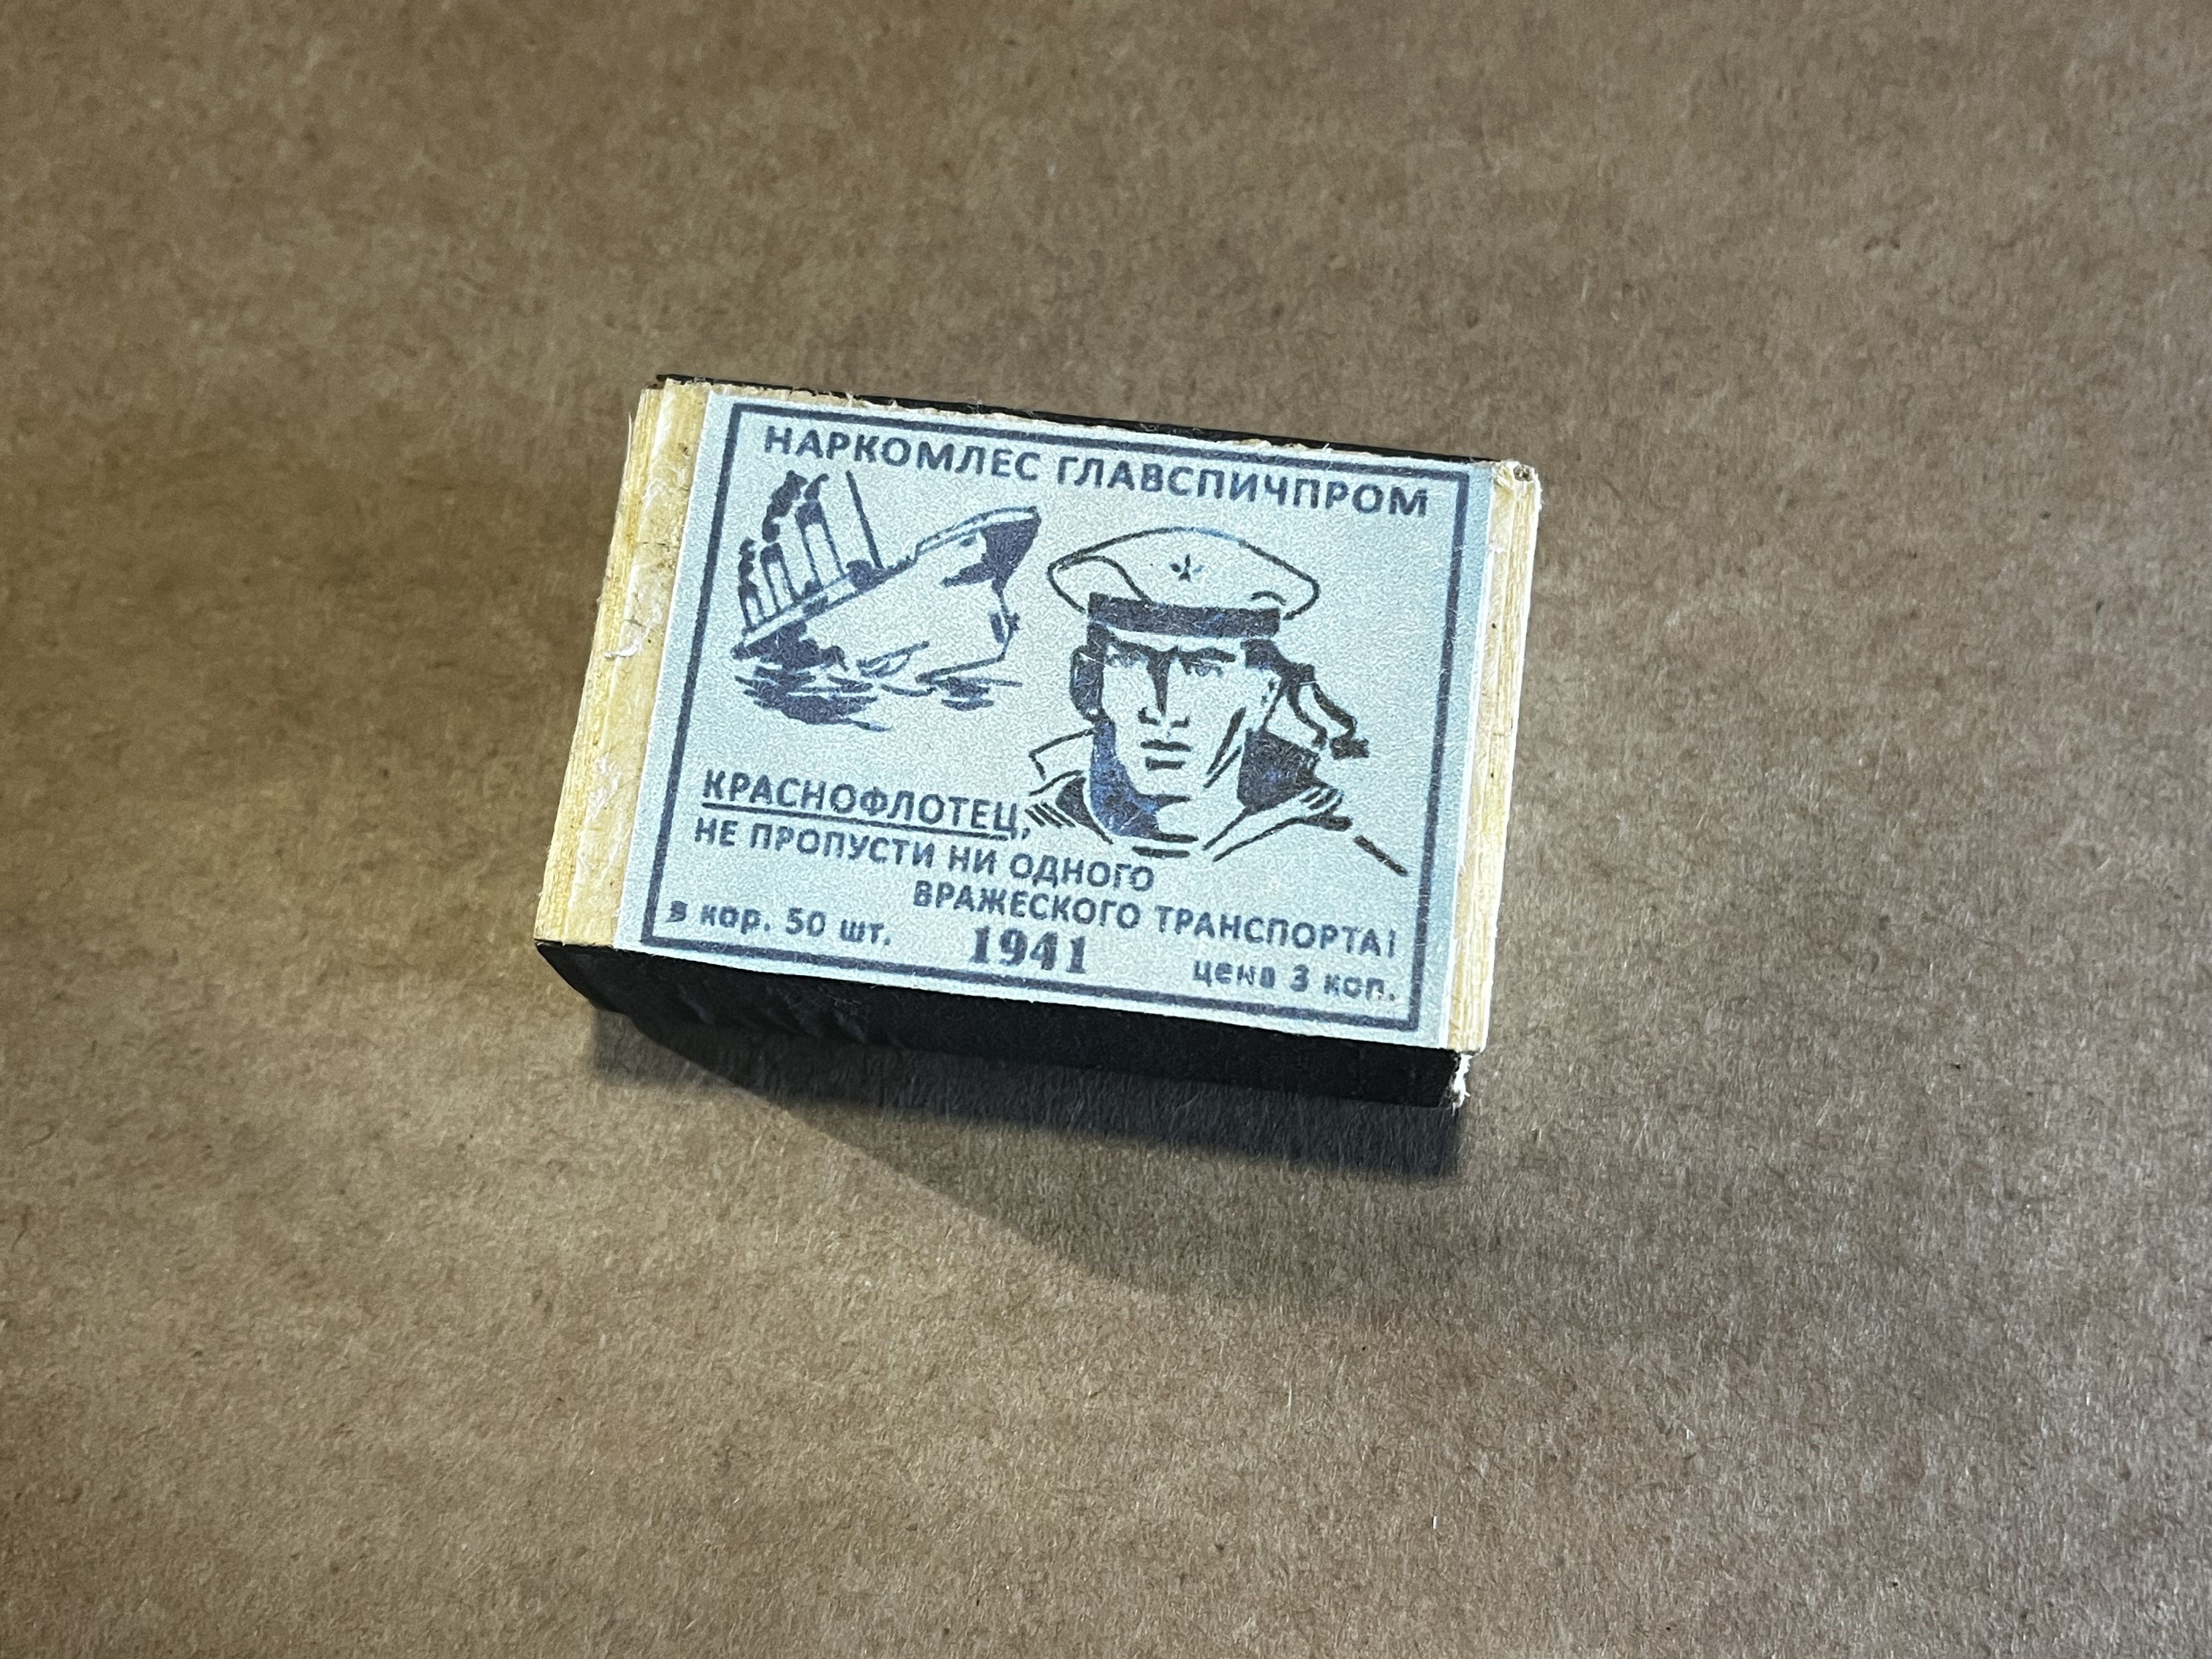 НАРКОМЛЕС ГЛАВСПИЧПРОМ
КРАСНОФЛОТЕЦ,
НЕ ПРОПУСТИ НИ ОДНОГО
ВРАЖЕСКОГО ТРАНСПОРТА!
в кор. 50 шт.
1941
цена 3 коп.